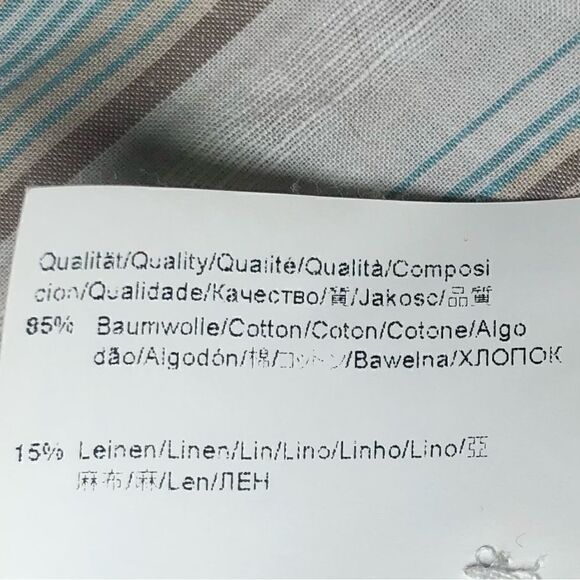 Qualität/Quality/Qualité/Qualità/Composi
cion/Qualidade/Качество/質/Jakosc/品質
85% Baumwolle/Cotton/Coton/Cotone/Algo
dão/Algodón/棉/コットン/Bawelna/ХЛОПОК
15% Leinen/Linen/Lin/Lino/Linho/Lino/亞
麻布/麻/Len/ЛЕН